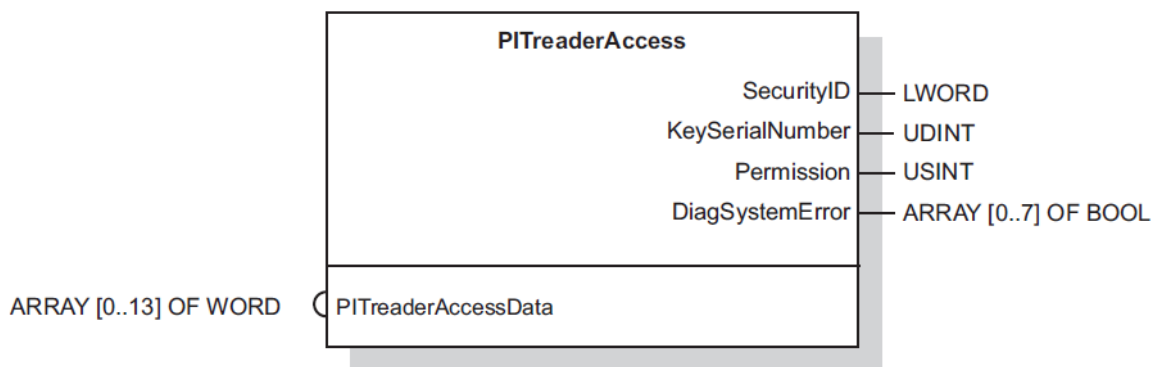 PITreaderAccess
SecurityID LWORD
KeySerialNumber UDINT
Permission USINT
DiagSystemError ARRAY [0..7] OF BOOL
ARRAY [0..13] OF WORD PITreaderAccessData